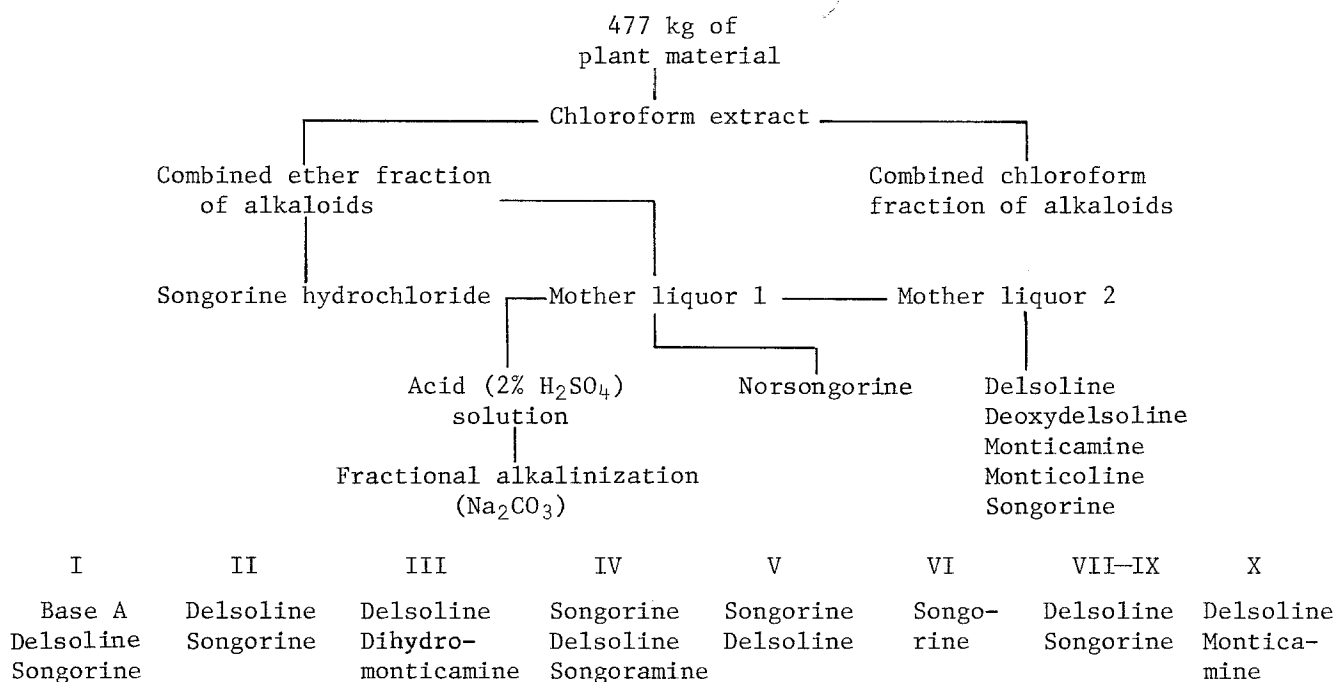 477 kg of
plant material
Chloroform extract
Combined ether fraction
of alkaloids
Combined chloroform
fraction of alkaloids
Songorine hydrochloride
Mother liquor 1
Mother liquor 2
Acid (2% H₂SO₄)
solution
Norsongorine
Delsoline
Deoxydelsoline
Monticamine
Monticoline
Songorine
Fractional alkalinization
(Na₂CO₃)
I II III IV V VI VII—IX X
Base A
Delsoline
Songorine
Delsoline
Songorine
Delsoline
Dihydro-
monticamine
Songorine
Delsoline
Songoramine
Songorine
Delsoline
Songo-
rine
Delsoline
Songorine
Delsoline
Montica-
mine